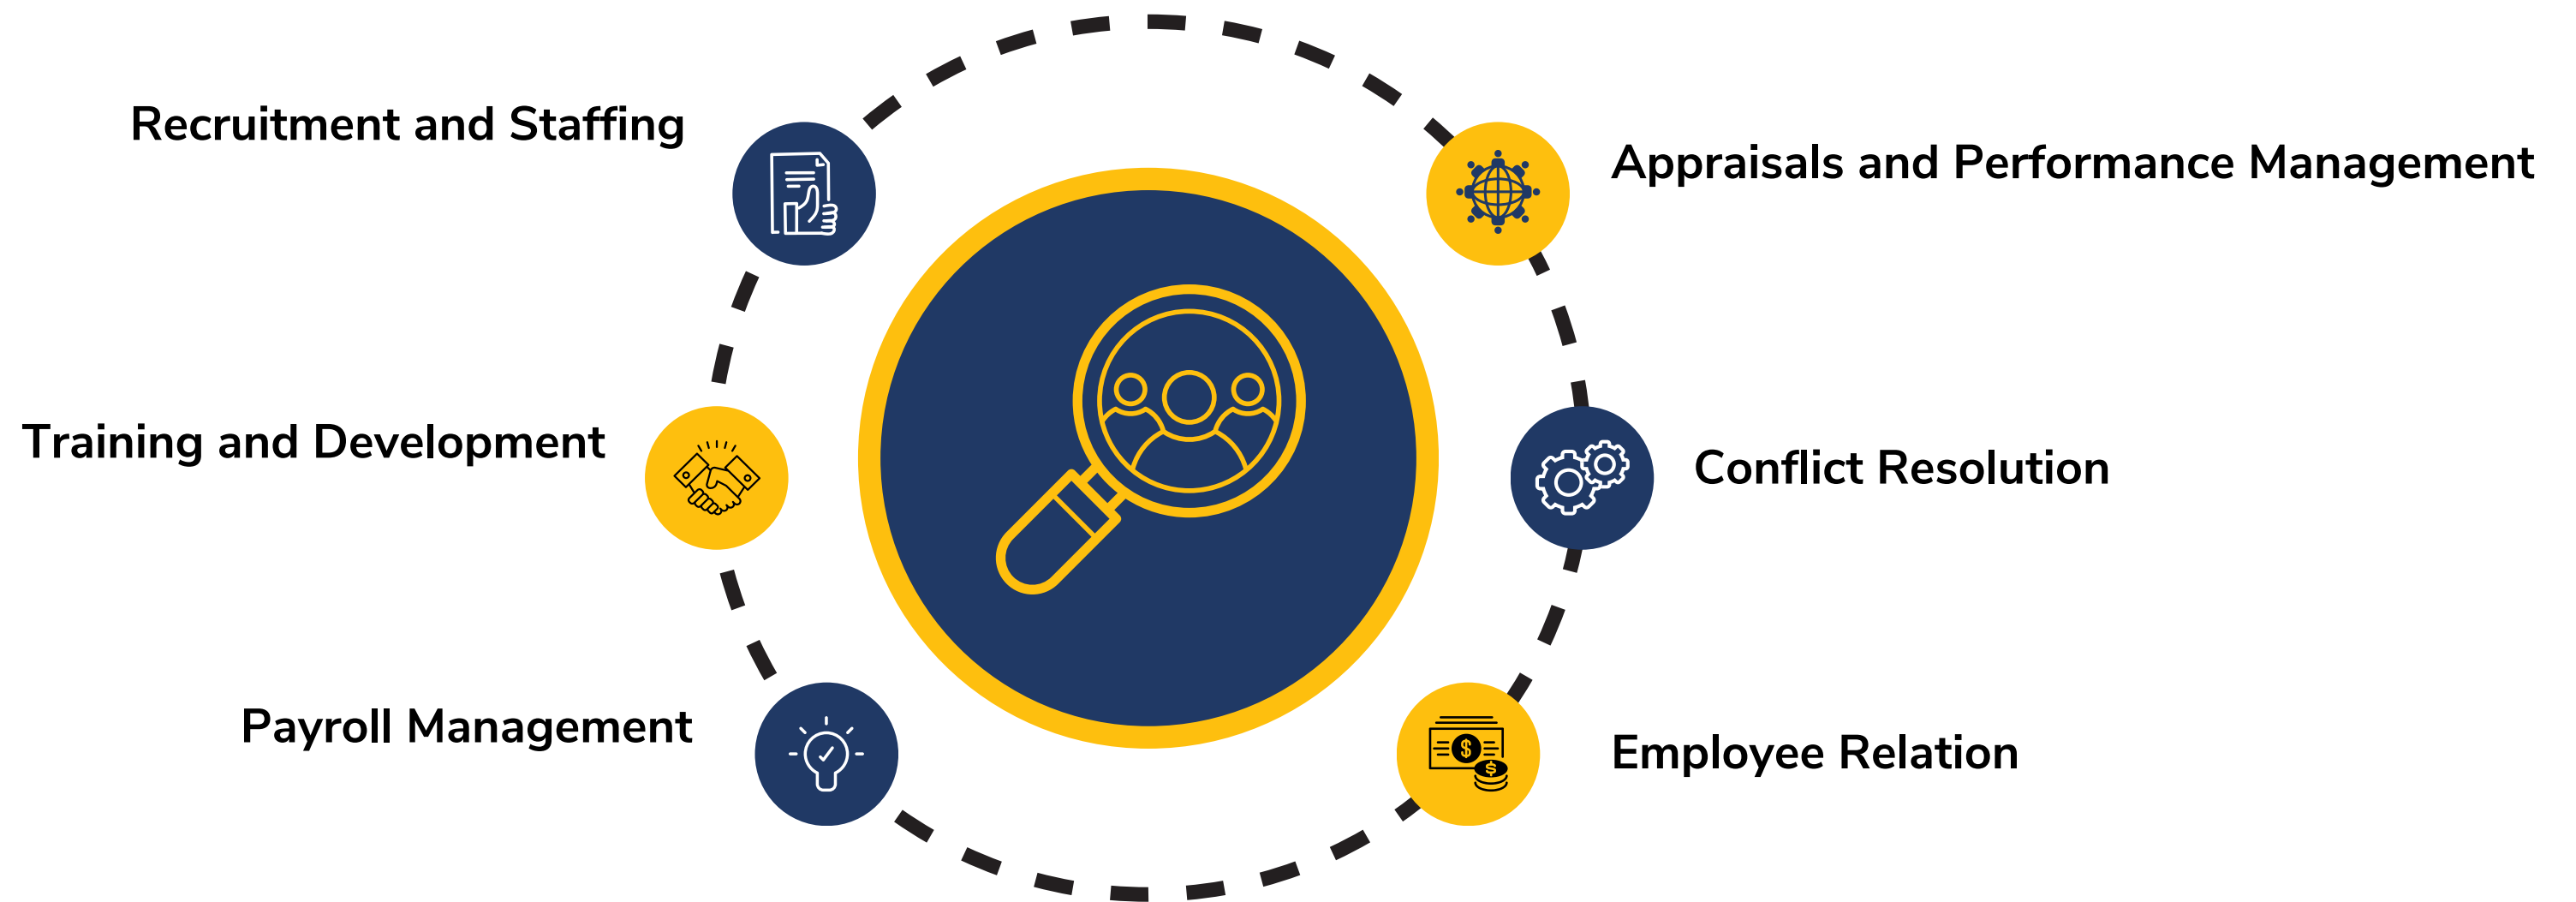 Recruitment and Staffing
Appraisals and Performance Management
Training and Development
Conflict Resolution
Payroll Management
Employee Relation